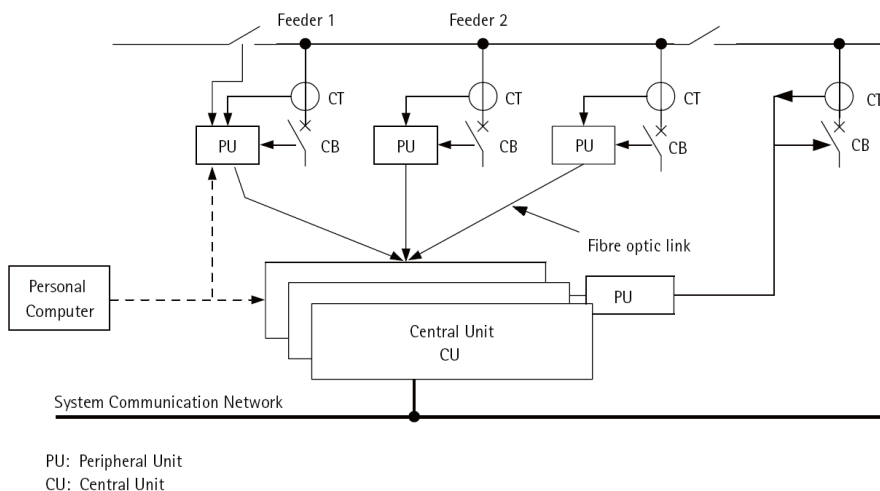 Feeder 1
Feeder 2
CT
CT
CT
CT
PU
CB
PU
CB
PU
CB
CB
Fibre optic link
Personal
Computer
PU
Central Unit
CU
System Communication Network
PU: Peripheral Unit
CU: Central Unit